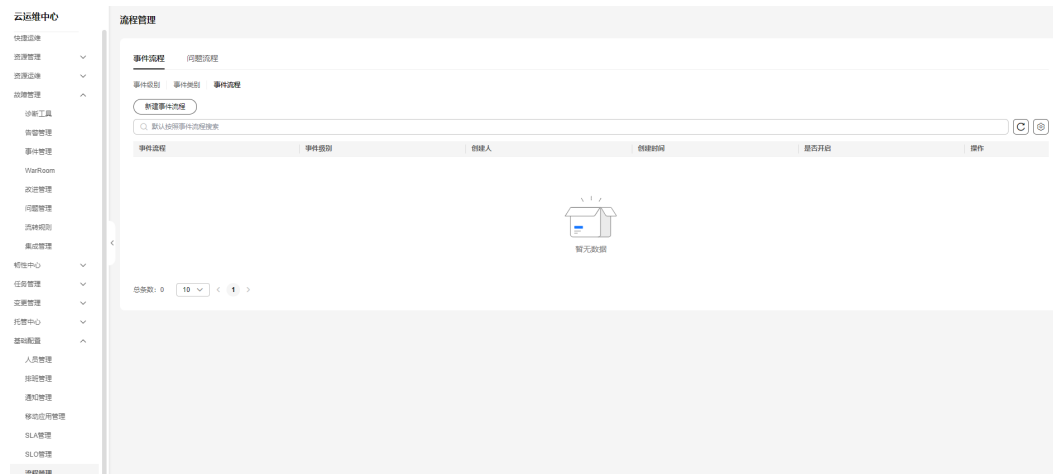 云运维中心
快捷运维
资源管理
资源运维
故障管理
诊断工具
告警管理
事件管理
WarRoom
改进管理
问题管理
流转规则
集成管理
韧性中心
任务管理
变更管理
托管中心
基础配置
人员管理
排班管理
通知管理
移动应用管理
SLA管理
SLO管理
流程管理
流程管理
事件流程 问题流程
事件级别 事件类别 事件流程
新建事件流程
默认按照事件流程搜索
事件流程 事件级别 创建人 创建时间 是否开启 操作
暂无数据
总条数: 0 10 < 1 >